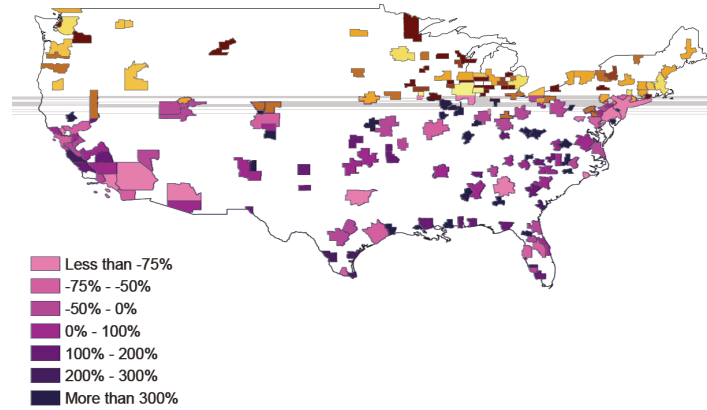 Less than -75%
-75% - -50%
-50% - 0%
0% - 100%
100% - 200%
200% - 300%
More than 300%